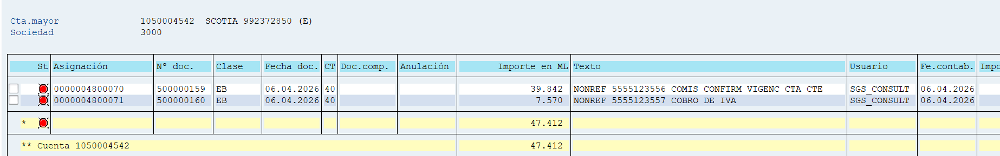 Cta.mayor 1050004542 SCOTIA 992372850 (E)
Sociedad 3000
St Asignación Nº doc. Clase Fecha doc. CT Doc.comp. Anulación Importe en ML Texto Usuario Fe.contab. Impo
0000004800070 500000159 EB 06.04.2026 40 39.842 NONREF 5555123556 COMIS CONFIRM VIGENC CTA CTE SGS_CONSULT 06.04.2026
0000004800071 500000160 EB 06.04.2026 40 7.570 NONREF 5555123557 COBRO DE IVA SGS_CONSULT 06.04.2026
* 47.412
** Cuenta 1050004542 47.412